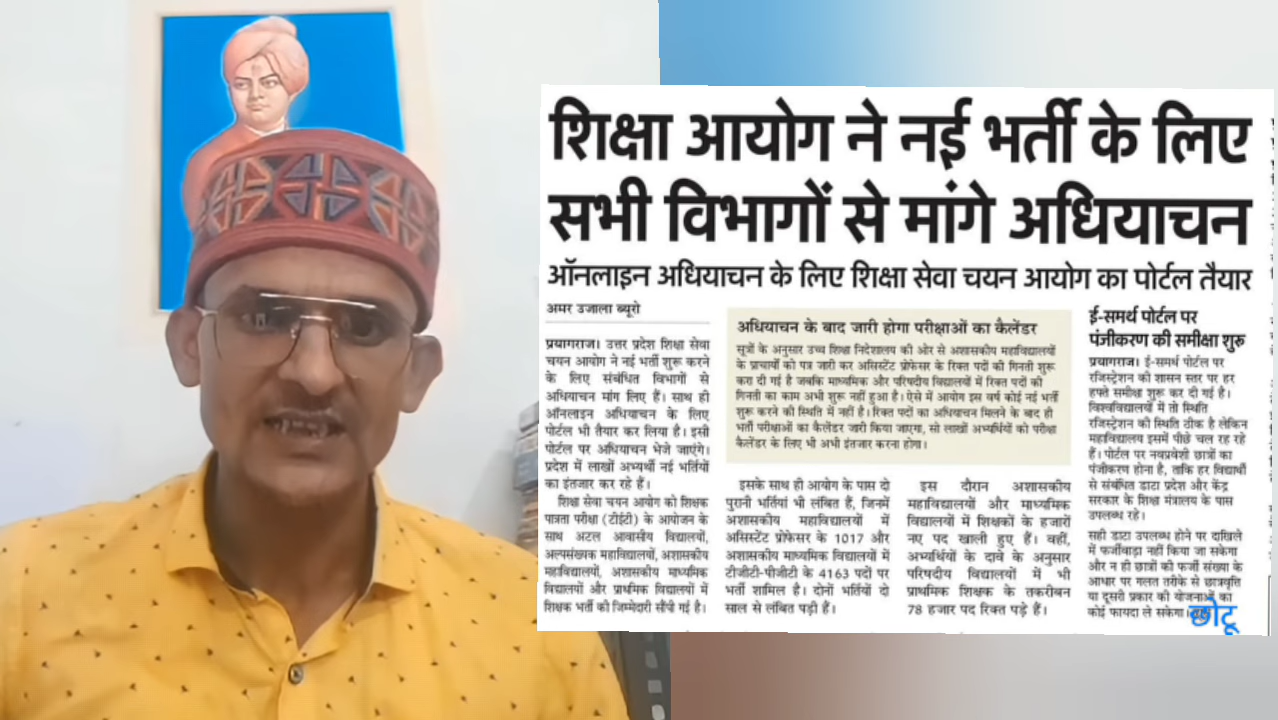 शिक्षा आयोग ने नई भर्ती के लिए
सभी विभागों से मांगे अधियाचन
ऑनलाइन अधियाचन के लिए शिक्षा सेवा चयन आयोग का पोर्टल तैयार
अमर उजाला ब्यूरो
प्रयागराज। उत्तर प्रदेश शिक्षा सेवा
चयन आयोग ने नई भर्ती शुरू करने
के लिए संबंधित विभागों से
अधियाचन मांग लिए हैं। साथ ही
ऑनलाइन अधियाचन के लिए
पोर्टल भी तैयार कर लिया है। इसी
पोर्टल पर अधियाचन भेजे जाएंगे।
प्रदेश में लाखों अभ्यर्थी नई भर्तियों
का इंतजार कर रहे हैं।
शिक्षा सेवा चयन आयोग को शिक्षक
पात्रता परीक्षा (टीईटी) के आयोजन के
साथ अटल आवासीय विद्यालयों,
अल्पसंख्यक महाविद्यालयों, अशासकीय
महाविद्यालयों, अशासकीय माध्यमिक
विद्यालयों और प्राथमिक विद्यालयों में
शिक्षक भर्ती की जिम्मेदारी सौंपी गई है।
अधियाचन के बाद जारी होगा परीक्षाओं का कैलेंडर
सूत्रों के अनुसार उच्च शिक्षा निदेशालय की ओर से अशासकीय महाविद्यालयों
के प्राचार्यों को पत्र जारी कर असिस्टेंट प्रोफेसर के रिक्त पदों की गिनती शुरू
करा दी गई है जबकि माध्यमिक और परिषदीय विद्यालयों में रिक्त पदों की
गिनती का काम अभी शुरू नहीं हुआ है। ऐसे में आयोग इस वर्ष कोई नई भर्ती
शुरू करने की स्थिति में नहीं है। रिक्त पदों का अधियाचन मिलने के बाद ही
भर्ती परीक्षाओं का कैलेंडर जारी किया जाएगा, सो लाखों अभ्यर्थियों को परीक्षा
कैलेंडर के लिए भी अभी इंतजार करना होगा।
इसके साथ ही आयोग के पास दो
पुरानी भर्तियां भी लंबित हैं, जिनमें
अशासकीय महाविद्यालयों में
असिस्टेंट प्रोफेसर के 1017 और
अशासकीय माध्यमिक विद्यालयों में
टीजीटी-पीजीटी के 4163 पदों पर
भर्ती शामिल है। दोनों भर्तियों दो
साल से लंबित पड़ी हैं।
इस दौरान अशासकीय
महाविद्यालयों और माध्यमिक
विद्यालयों में शिक्षकों के हजारों
नए पद खाली हुए हैं। वहीं,
अभ्यर्थियों के दावे के अनुसार
परिषदीय विद्यालयों में भी
प्राथमिक शिक्षक के तकरीबन
78 हजार पद रिक्त पड़े हैं।
ई-समर्थ पोर्टल पर
पंजीकरण की समीक्षा शुरू
प्रयागराज। ई-समर्थ पोर्टल पर
रजिस्ट्रेशन की शासन स्तर पर हर
हफ्ते समीक्षा शुरू कर दी गई है।
विश्वविद्यालयों में तो स्थिति
रजिस्ट्रेशन की स्थिति ठीक है लेकिन
महाविद्यालय इसमें पीछे चल रह रहे
हैं। पोर्टल पर नवप्रवेशी छात्रों का
पंजीकरण होना है, ताकि हर विद्यार्थी
से संबंधित डाटा प्रदेश और केंद्र
सरकार के शिक्षा मंत्रालय के पास
उपलब्ध रहे।
सही डाटा उपलब्ध होने पर दाखिले
में फर्जीवाड़ा नहीं किया जा सकेगा
और न ही छात्रों की फर्जी संख्या के
आधार पर गलत तरीके से छात्रवृत्ति
या दूसरी प्रकार की योजनाओं का
कोई फायदा ले सकेगा।
छोटू